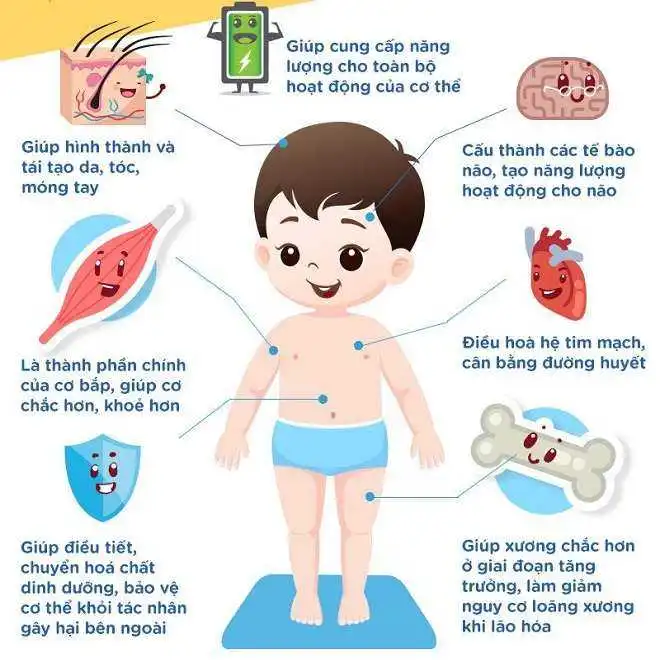 Giúp cung cấp năng
lượng cho toàn bộ
hoạt động của cơ thể
Giúp hình thành và
tái tạo da, tóc,
móng tay
Cấu thành các tế bào
não, tạo năng lượng
hoạt động cho não
Là thành phần chính
của cơ bắp, giúp cơ
chắc hơn, khoẻ hơn
Điều hoà hệ tim mạch,
cân bằng đường huyết
Giúp điều tiết,
chuyển hoá chất
dinh dưỡng, bảo vệ
cơ thể khỏi tác nhân
gây hại bên ngoài
Giúp xương chắc hơn
ở giai đoạn tăng
trưởng, làm giảm
nguy cơ loãng xương
khi lão hóa